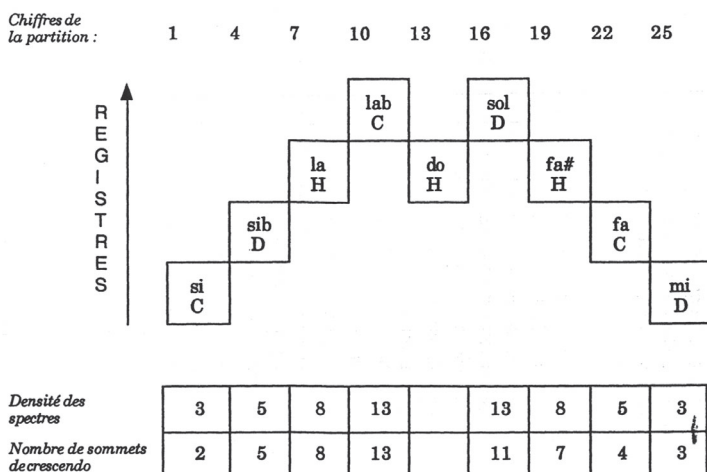 Chiffres de
la partition : 1 4 7 10 13 16 19 22 25
REGISTRES
lab sol
C D
la do fa#
H H H
sib fa
D C
si mi
C D
Densité des
spectres 3 5 8 13 13 8 5 3
Nombre de sommets
de crescendo 2 5 8 13 11 7 4 3